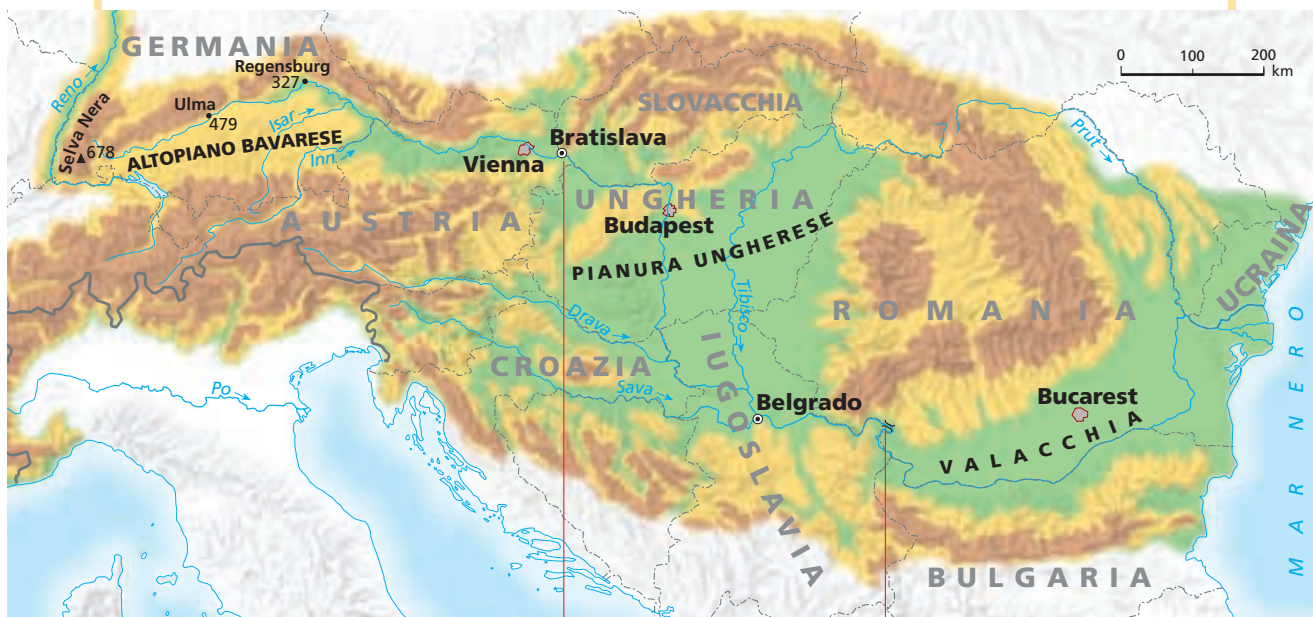 GERMANIA
Regensburg
327
0 100 200
km
Reno →
Selva Nera
Ulma
479
Isar →
SLOVACCHIA
678
ALTOPIANO BAVARESE
Inn →
Vienna
Bratislava
Prut →
AUSTRIA
UNGHERIA
Budapest
PIANURA UNGHERESE
UCRAINA
Drava →
Tibisco →
ROMANIA
CROAZIA
Sava →
IUGOSLAVIA
Po →
Belgrado
Bucarest
VALACCHIA
MAR NERO
BULGARIA